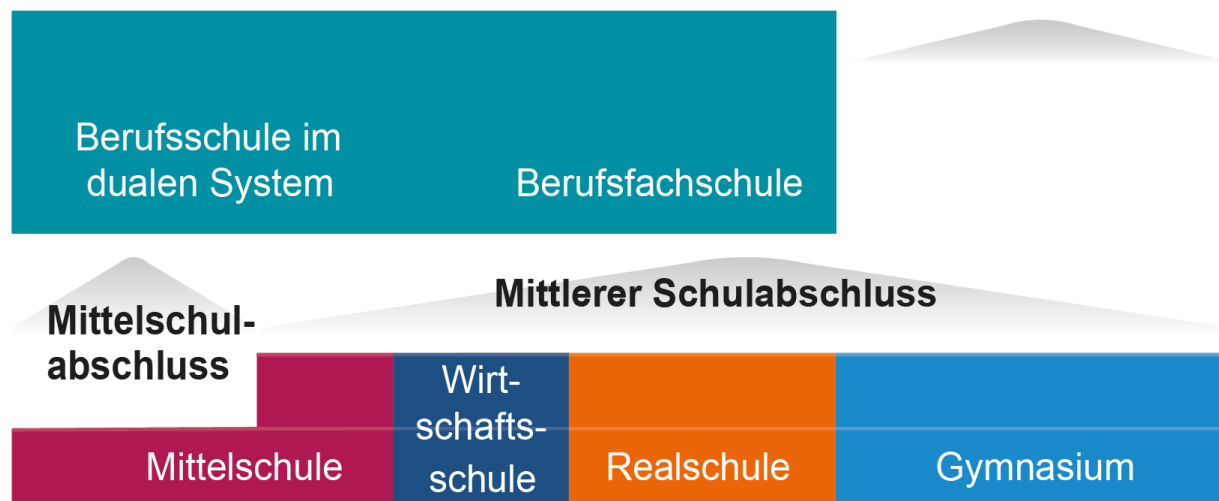 Berufsschule im
dualen System
Berufsfachschule
Mittelschul-
abschluss
Mittlerer Schulabschluss
Mittelschule
Wirt-
schafts-
schule
Realschule
Gymnasium